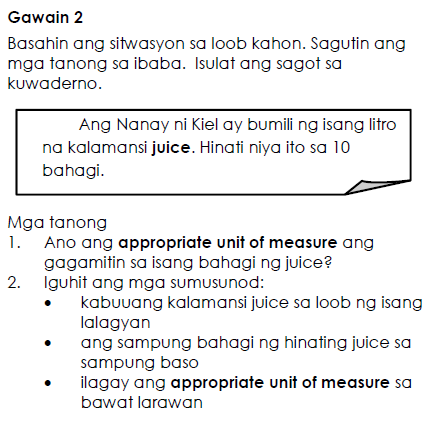 Gawain 2
Basahin ang sitwasyon sa loob kahon. Sagutin ang
mga tanong sa ibaba. Isulat ang sagot sa
kuwaderno.
Ang Nanay ni Kiel ay bumili ng isang litro
na kalamansi juice. Hinati niya ito sa 10
bahagi.
Mga tanong
1. Ano ang appropriate unit of measure ang
gagamitin sa isang bahagi ng juice?
2. Iguhit ang mga sumusunod:
• kabuuang kalamansi juice sa loob ng isang
lalagyan
• ang sampung bahagi ng hinating juice sa
sampung baso
• ilagay ang appropriate unit of measure sa
bawat larawan